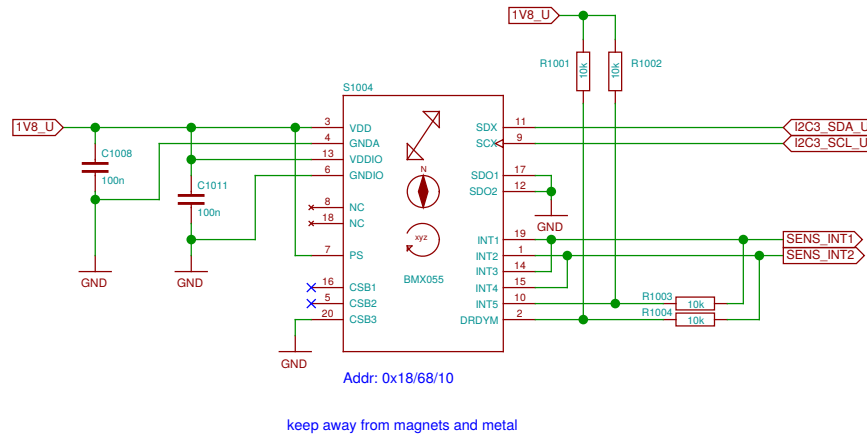 1V8_U
R1001
10k
10k
R1002
S1004
1V8_U
3
VDD
SDX
11
I2C3_SDA_U
4
GNDA
SCX
9
I2C3_SCL_U
C1008
100n
13
VDDIO
6
GNDIO
SDO1
17
N
C1011
100n
SDO2
12
8
NC
18
NC
GND
xyz
INT1
19
SENS_INT1
7
PS
INT2
1
SENS_INT2
INT3
14
GND
GND
BMX055
16
CSB1
INT4
15
5
CSB2
INT5
10
R1003
10k
20
CSB3
DRDYM
2
R1004
10k
GND
Addr: 0x18/68/10
keep away from magnets and metal